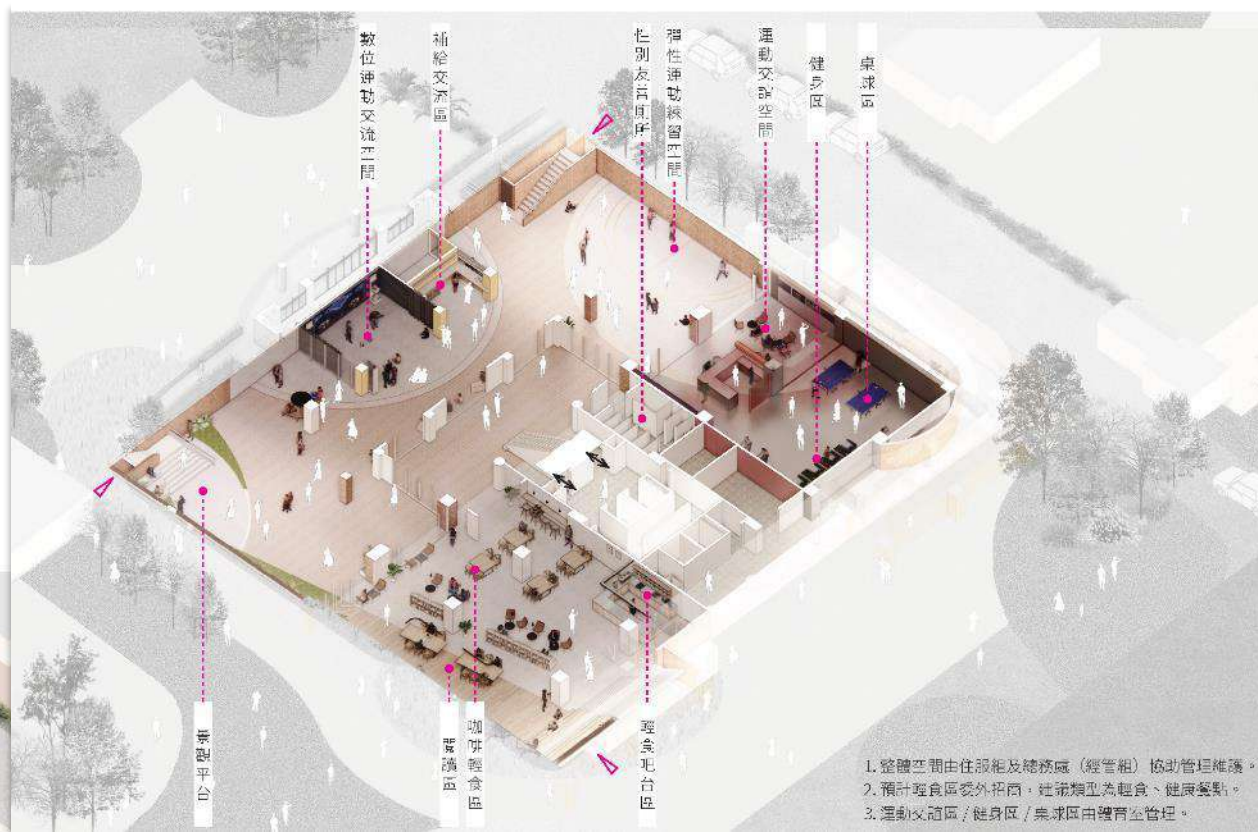 數位運動交流空間
補給交流區
性別友善廁所
彈性運動練習空間
運動交誼空間
健身區
桌球區
景觀平台
閱讀區
咖啡輕食區
輕食吧台區
1. 整體空間由住服組及總務處（經管組）協助管理維護。
2. 預計輕食區委外招商，建議類型為輕食、健康餐點。
3. 運動交誼區/健身區/桌球區由體育室管理。